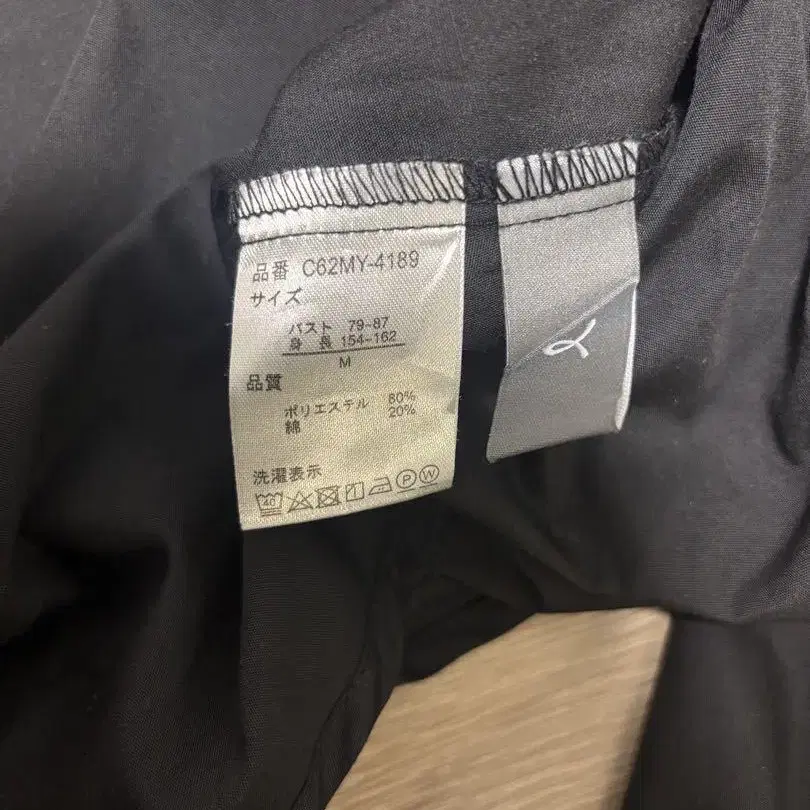 品番 C62MY-4189
サイズ
バスト 79-87
身長 154-162
M
品質
ポリエステル 80%
綿 20%
洗濯表示
40 P W